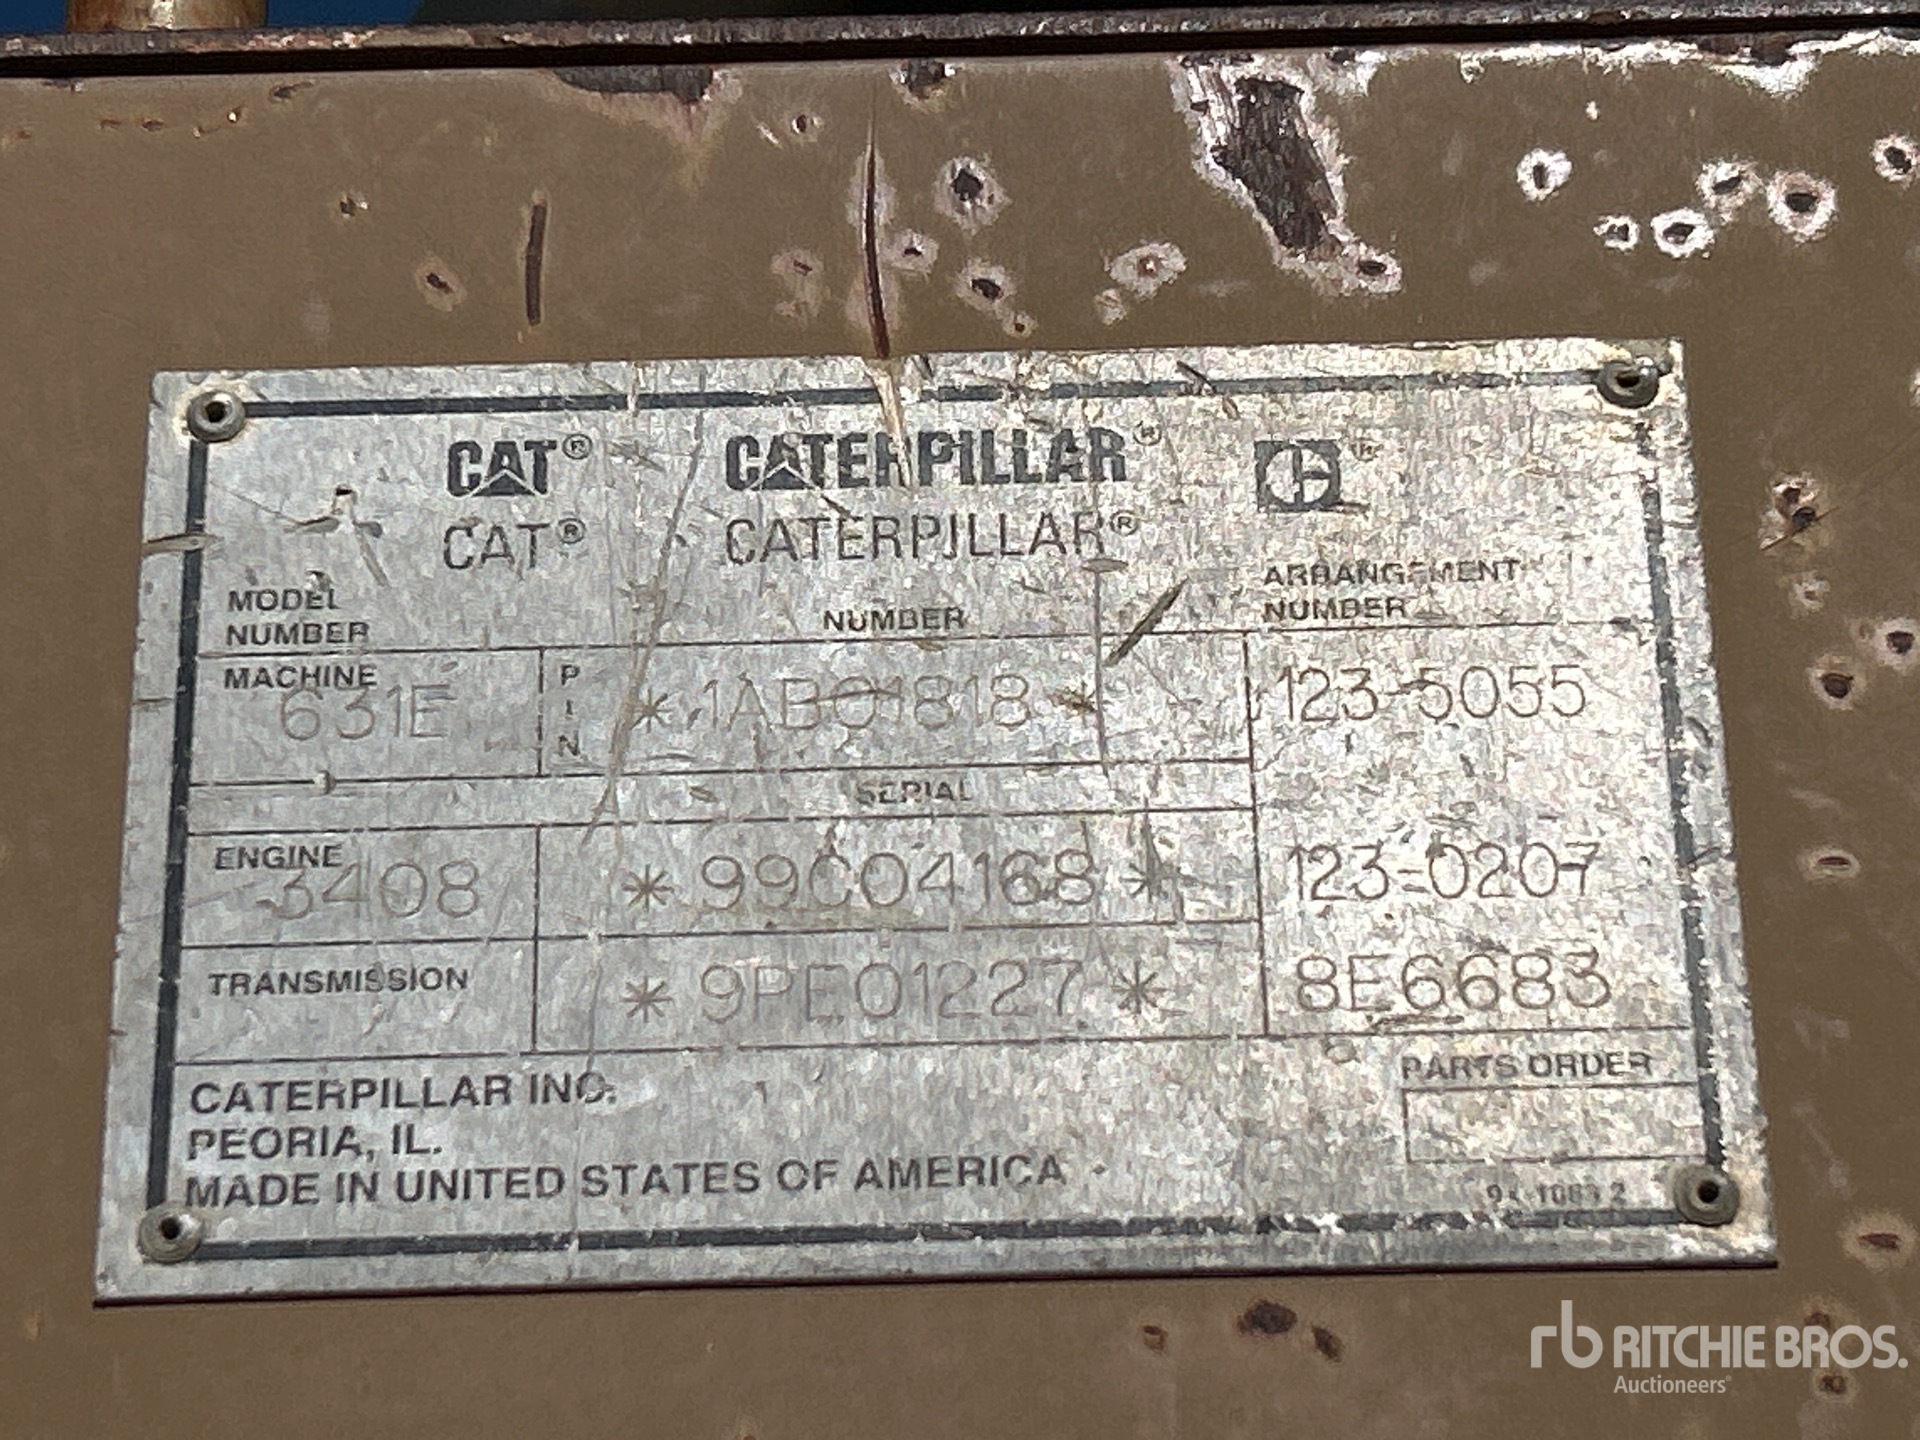 CAT® CATERPILLAR® ®
CAT® CATERPILLAR®
MODEL NUMBER NUMBER ARRANGEMENT NUMBER
MACHINE 631E PIN *1AB01818* 123-5055
SERIAL
ENGINE 3408 *99C04168* 123-0207
TRANSMISSION *9PE01227* 8E6683
CATERPILLAR INC. PARTS ORDER
PEORIA, IL.
MADE IN UNITED STATES OF AMERICA
rb RITCHIE BROS.
Auctioneers